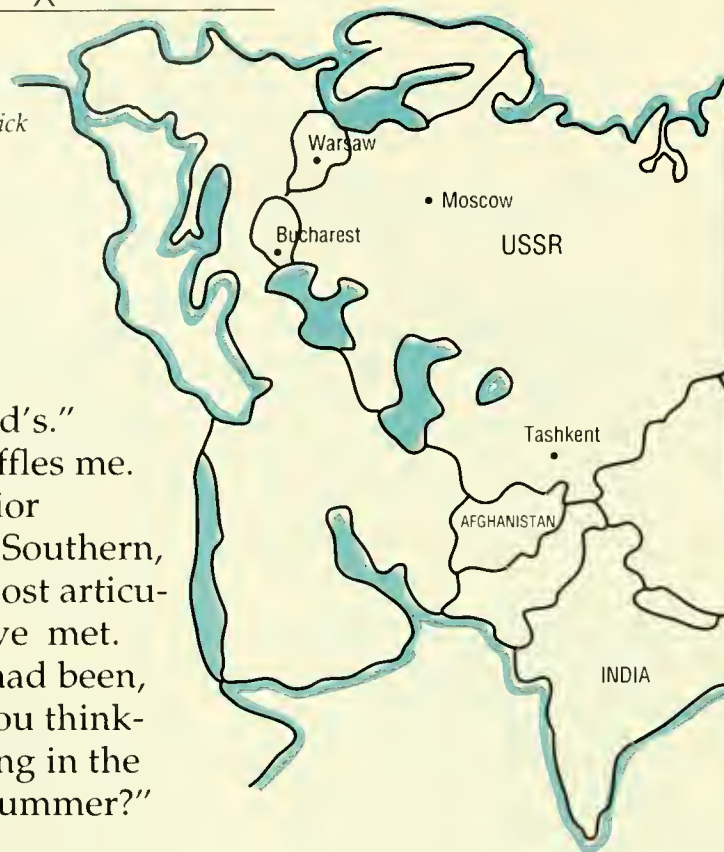 ick
Warsaw
Moscow
Bucharest
USSR
d's."
ffles me.
Tashkent
ior
Southern,
AFGHANISTAN
ost articu-
ve met.
had been,
INDIA
ou think-
ng in the
ummer?"